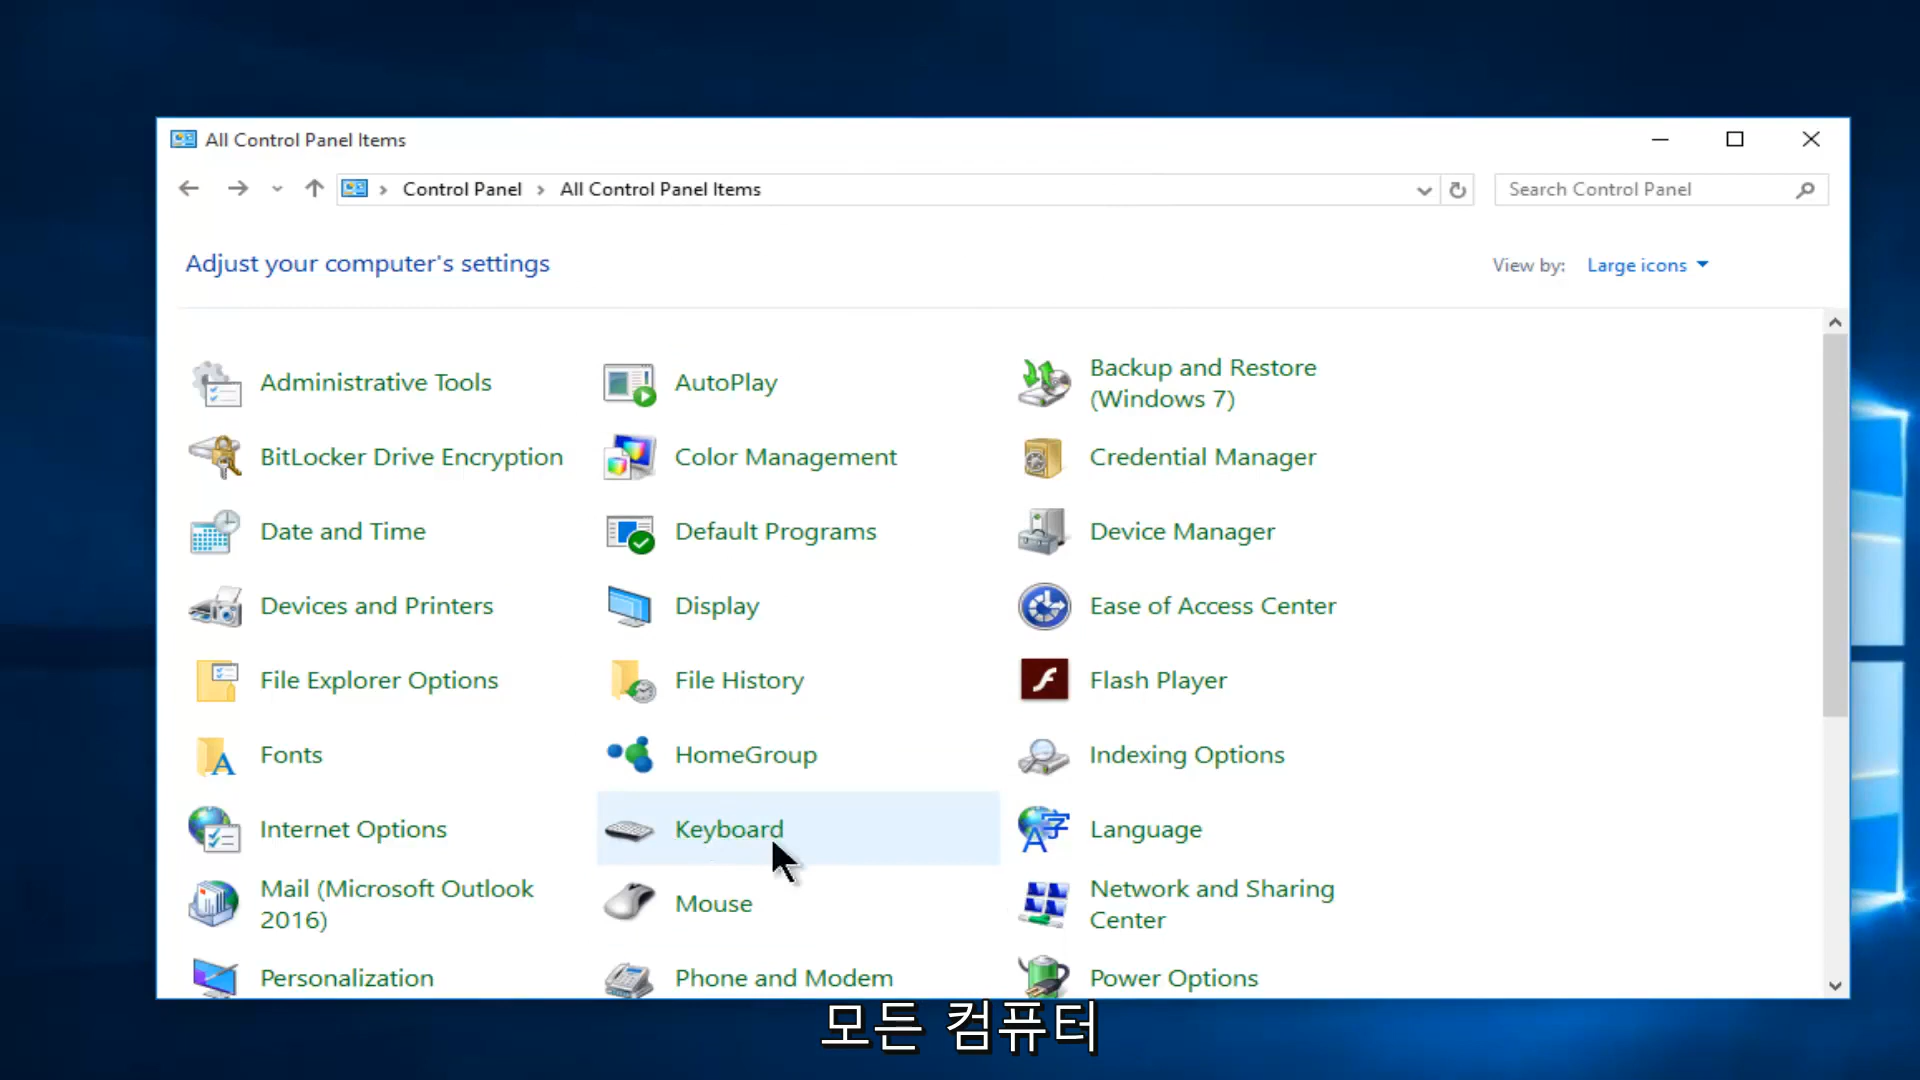 All Control Panel Items
Control Panel
All Control Panel Items
Search Control Panel
Adjust your computer's settings
View by:
Large icons
Administrative Tools
AutoPlay
Backup and Restore
(Windows 7)
BitLocker Drive Encryption
Color Management
Credential Manager
Date and Time
Default Programs
Device Manager
Devices and Printers
Display
Ease of Access Center
File Explorer Options
File History
Flash Player
Fonts
HomeGroup
Indexing Options
Internet Options
Keyboard
Language
Mail (Microsoft Outlook
2016)
Mouse
Network and Sharing
Center
Personalization
Phone and Modem
Power Options
모든 컴퓨터